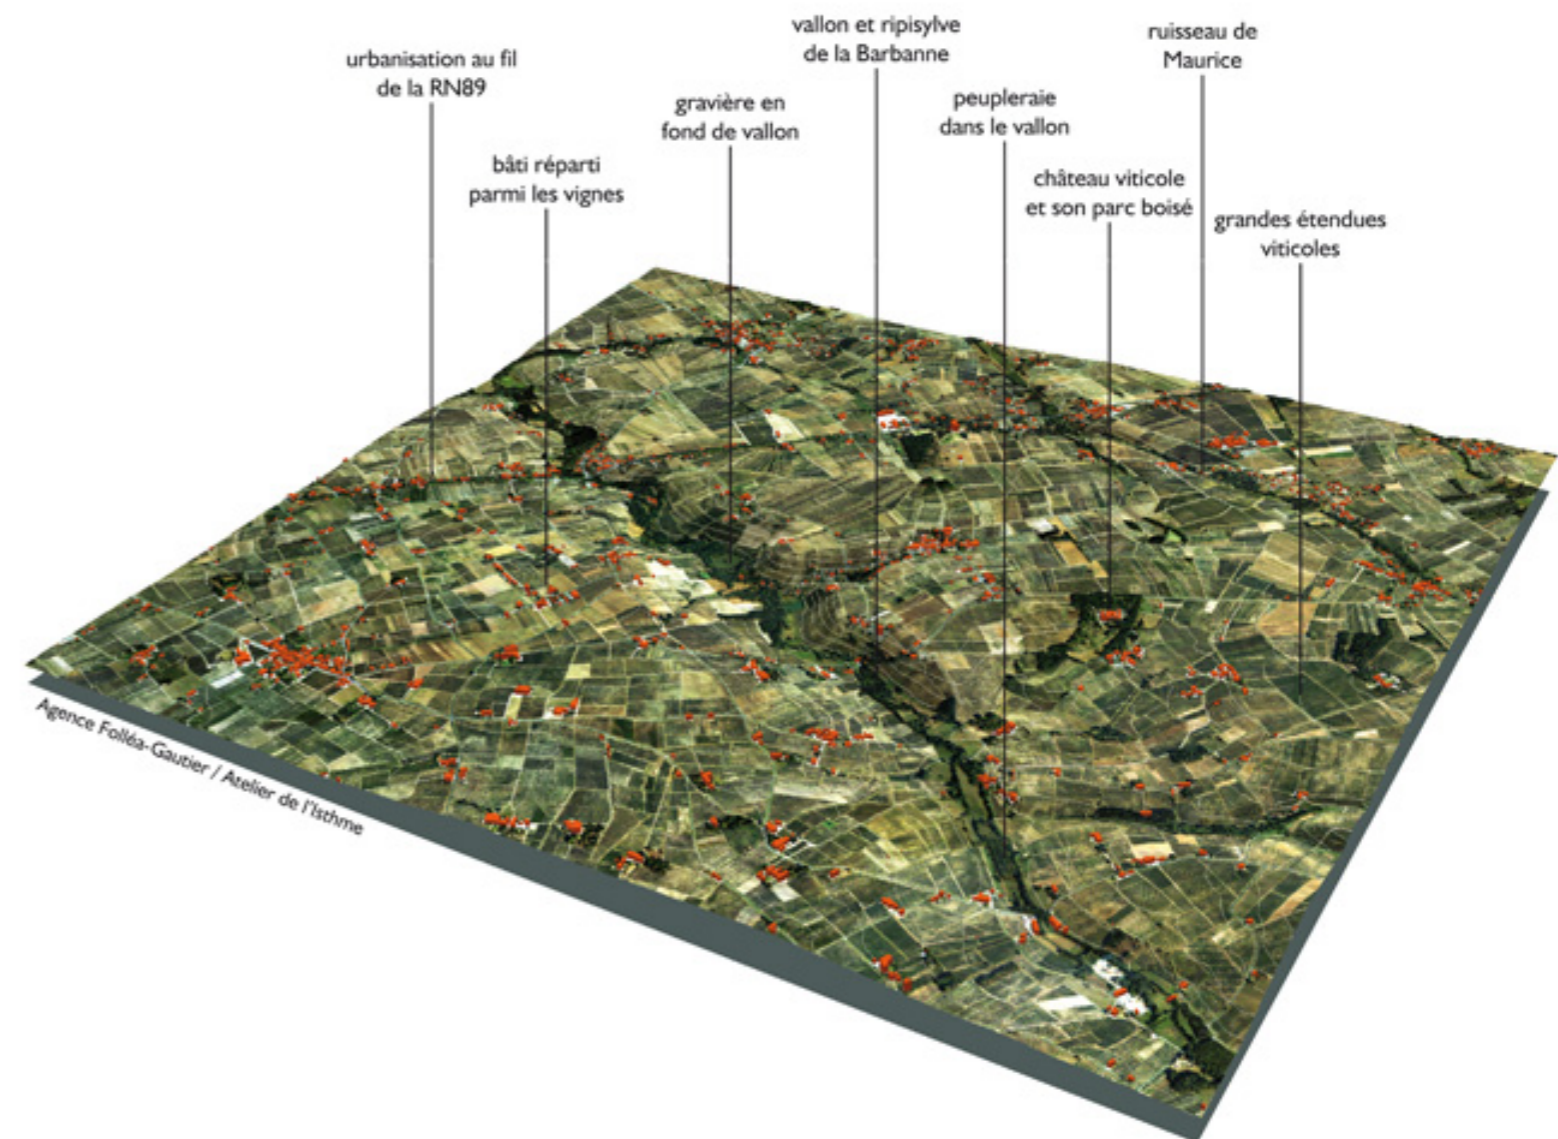 urbanisation au fil
de la RN89
bâti réparti
parmi les vignes
gravière en
fond de vallon
vallon et ripisylve
de la Barbanne
peupleraie
dans le vallon
château viticole
et son parc boisé
ruisseau de
Maurice
grandes étendues
viticoles
Agence Folléa-Gautier / Atelier de l'Isthme